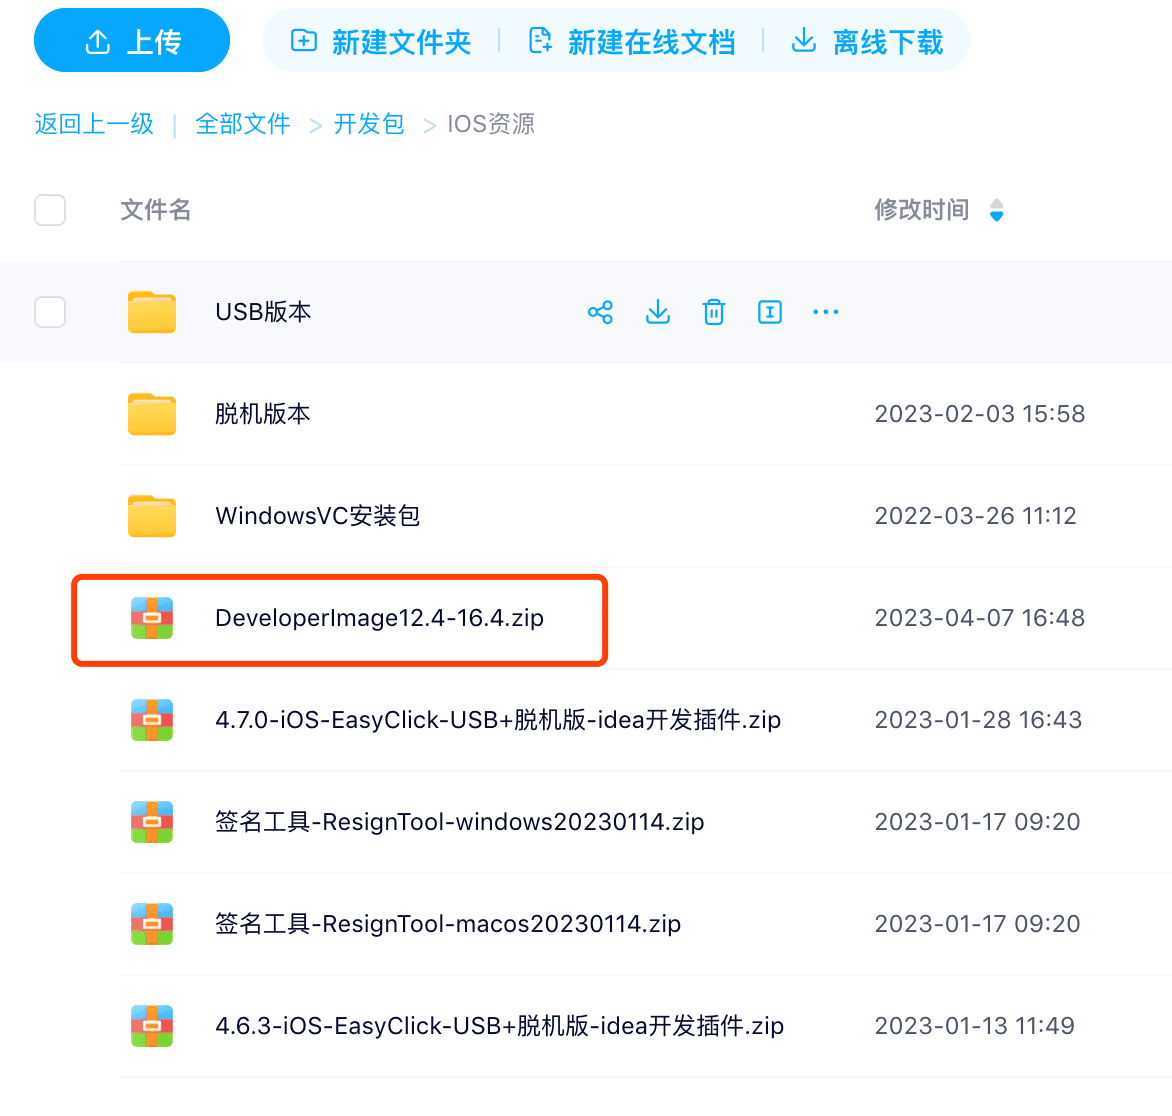 上传 新建文件夹 新建在线文档 离线下载
返回上一级 | 全部文件 > 开发包 > IOS资源
文件名 修改时间
USB版本
脱机版本 2023-02-03 15:58
WindowsVC安装包 2022-03-26 11:12
DeveloperImage12.4-16.4.zip 2023-04-07 16:48
4.7.0-iOS-EasyClick-USB+脱机版-idea开发插件.zip 2023-01-28 16:43
签名工具-ResignTool-windows20230114.zip 2023-01-17 09:20
签名工具-ResignTool-macos20230114.zip 2023-01-17 09:20
4.6.3-iOS-EasyClick-USB+脱机版-idea开发插件.zip 2023-01-13 11:49